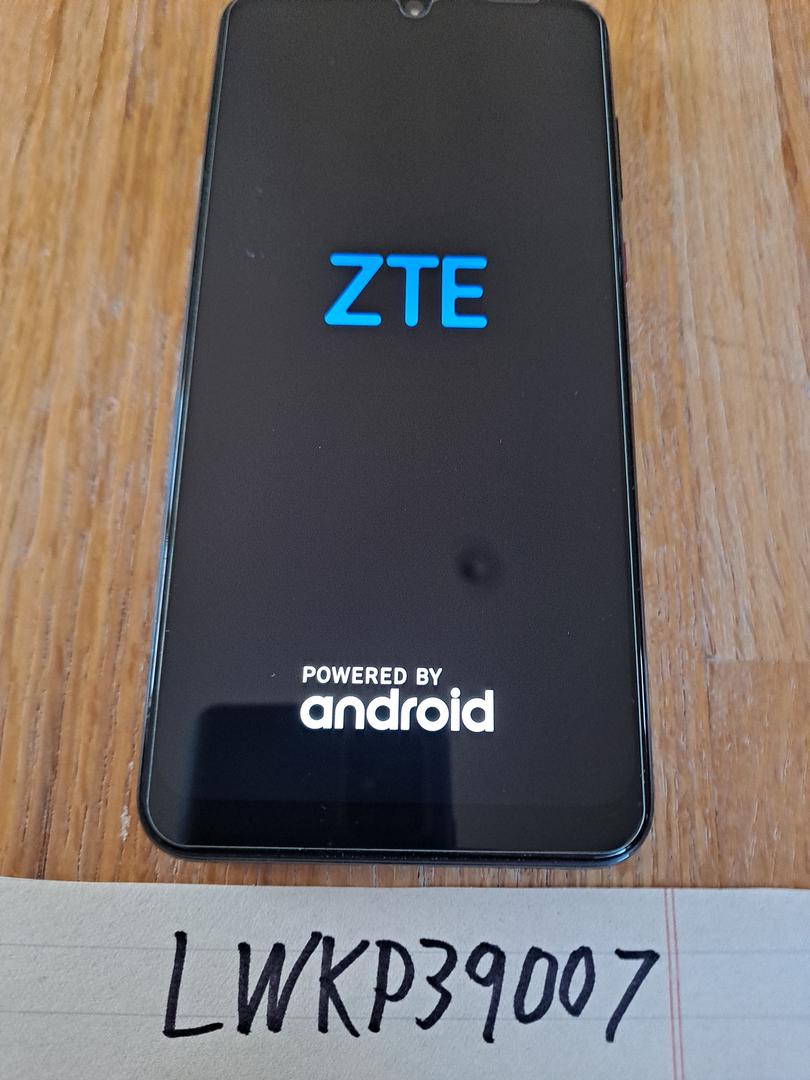 ZTE
POWERED BY
android
LWKP39007